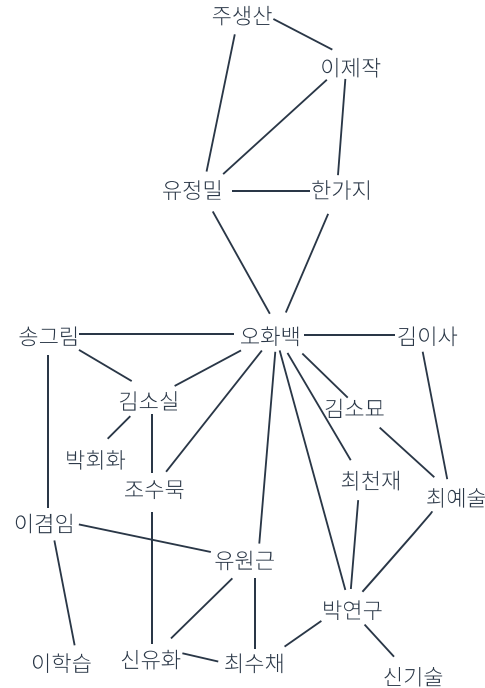 주생산
이제작
유정밀
한가지
송그림
오화백
김이사
김소실
김소묘
박회화
조수묵
최천재
최예술
이겸임
유원근
박연구
이학습
신유화
최수채
신기술